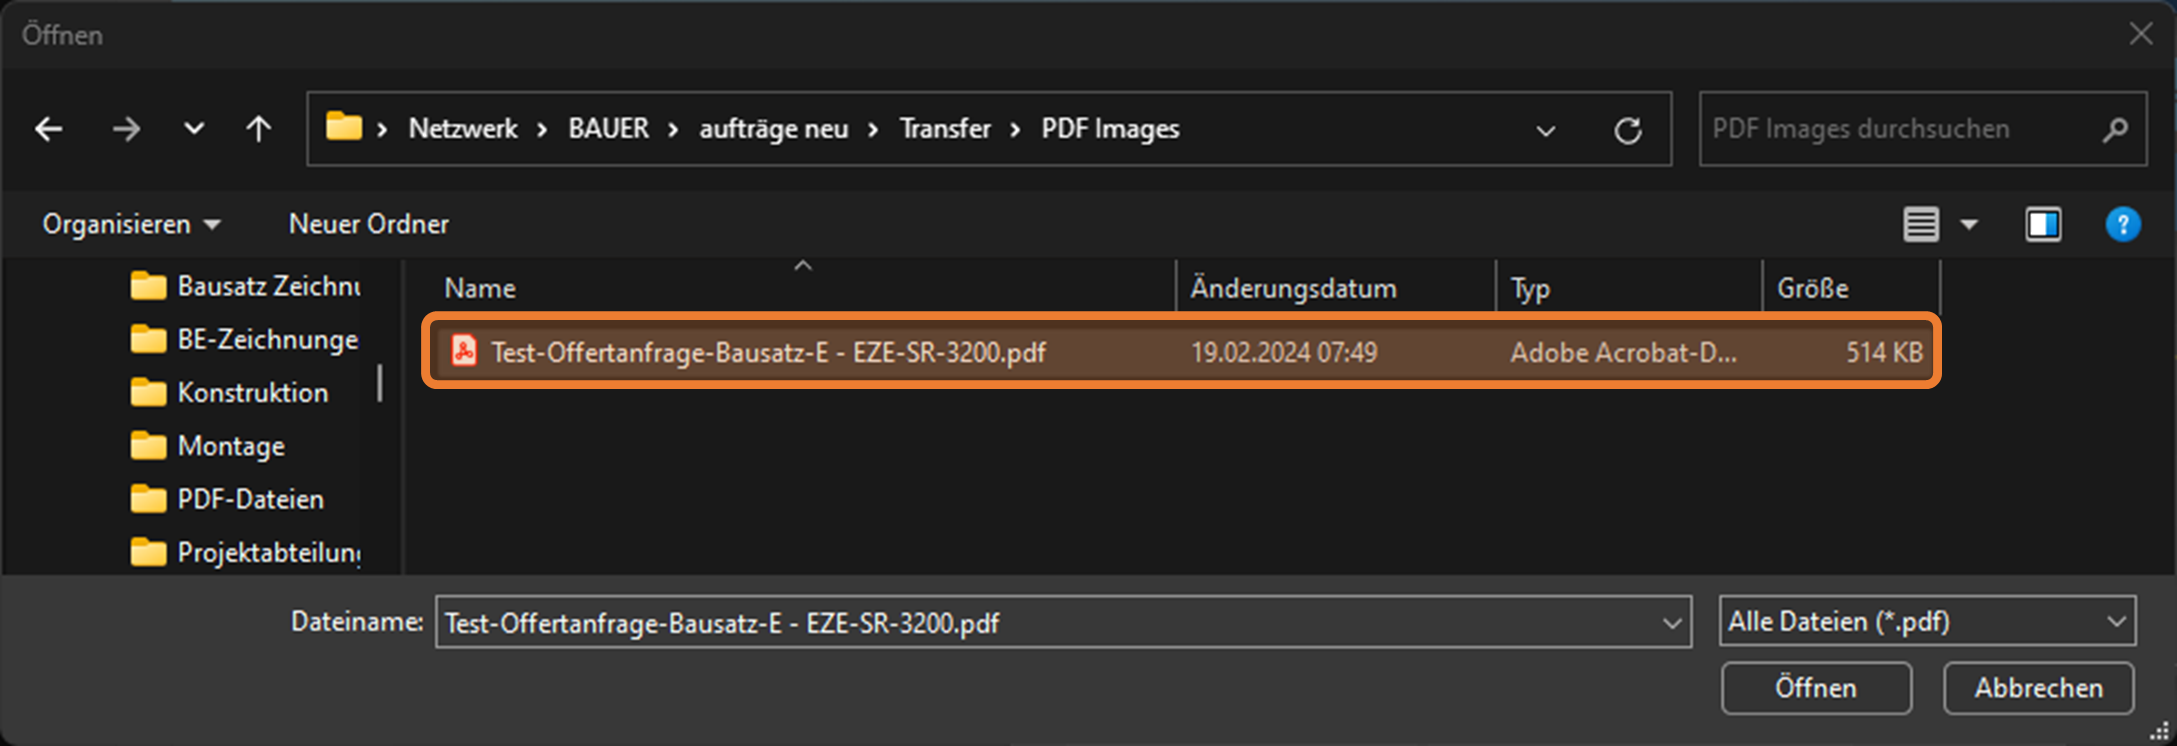 Öffnen
Netzwerk > BAUER > aufträge neu > Transfer > PDF Images
PDF Images durchsuchen
Organisieren
Neuer Ordner
?
Name
Änderungsdatum
Typ
Größe
Bausatz Zeichnu
BE-Zeichnunge
Konstruktion
Montage
PDF-Dateien
Projektabteilung
Test-Offertanfrage-Bausatz-E - EZE-SR-3200.pdf
19.02.2024 07:49
Adobe Acrobat-D...
514 KB
Dateiname:
Test-Offertanfrage-Bausatz-E - EZE-SR-3200.pdf
Alle Dateien (*.pdf)
Öffnen
Abbrechen